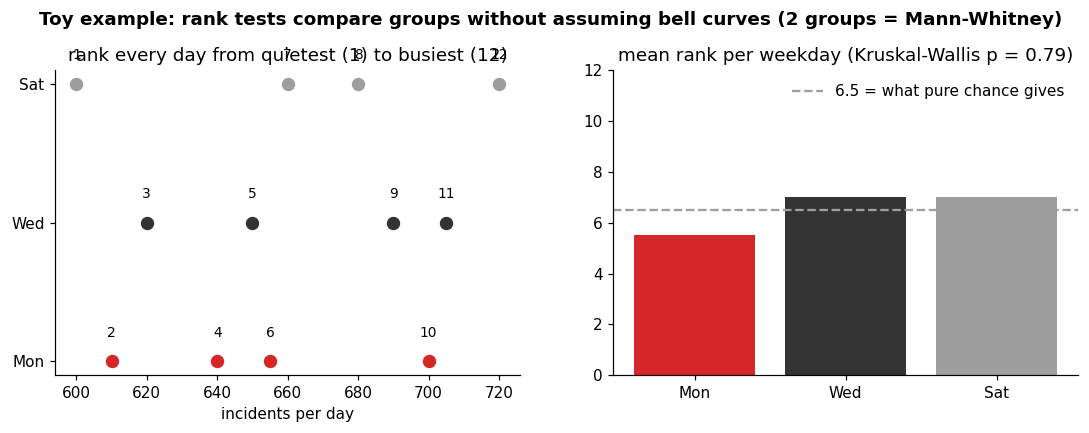 Toy example: rank tests compare groups without assuming bell curves (2 groups = Mann-Whitney)
rank every day from quietest (1) to busiest (12)
1 7 8 12
Sat
3 5 9 11
Wed
2 4 6 10
Mon
600 620 640 660 680 700 720
incidents per day
mean rank per weekday (Kruskal-Wallis p = 0.79)
12
6.5 = what pure chance gives
10
8
6
4
2
0
Mon Wed Sat